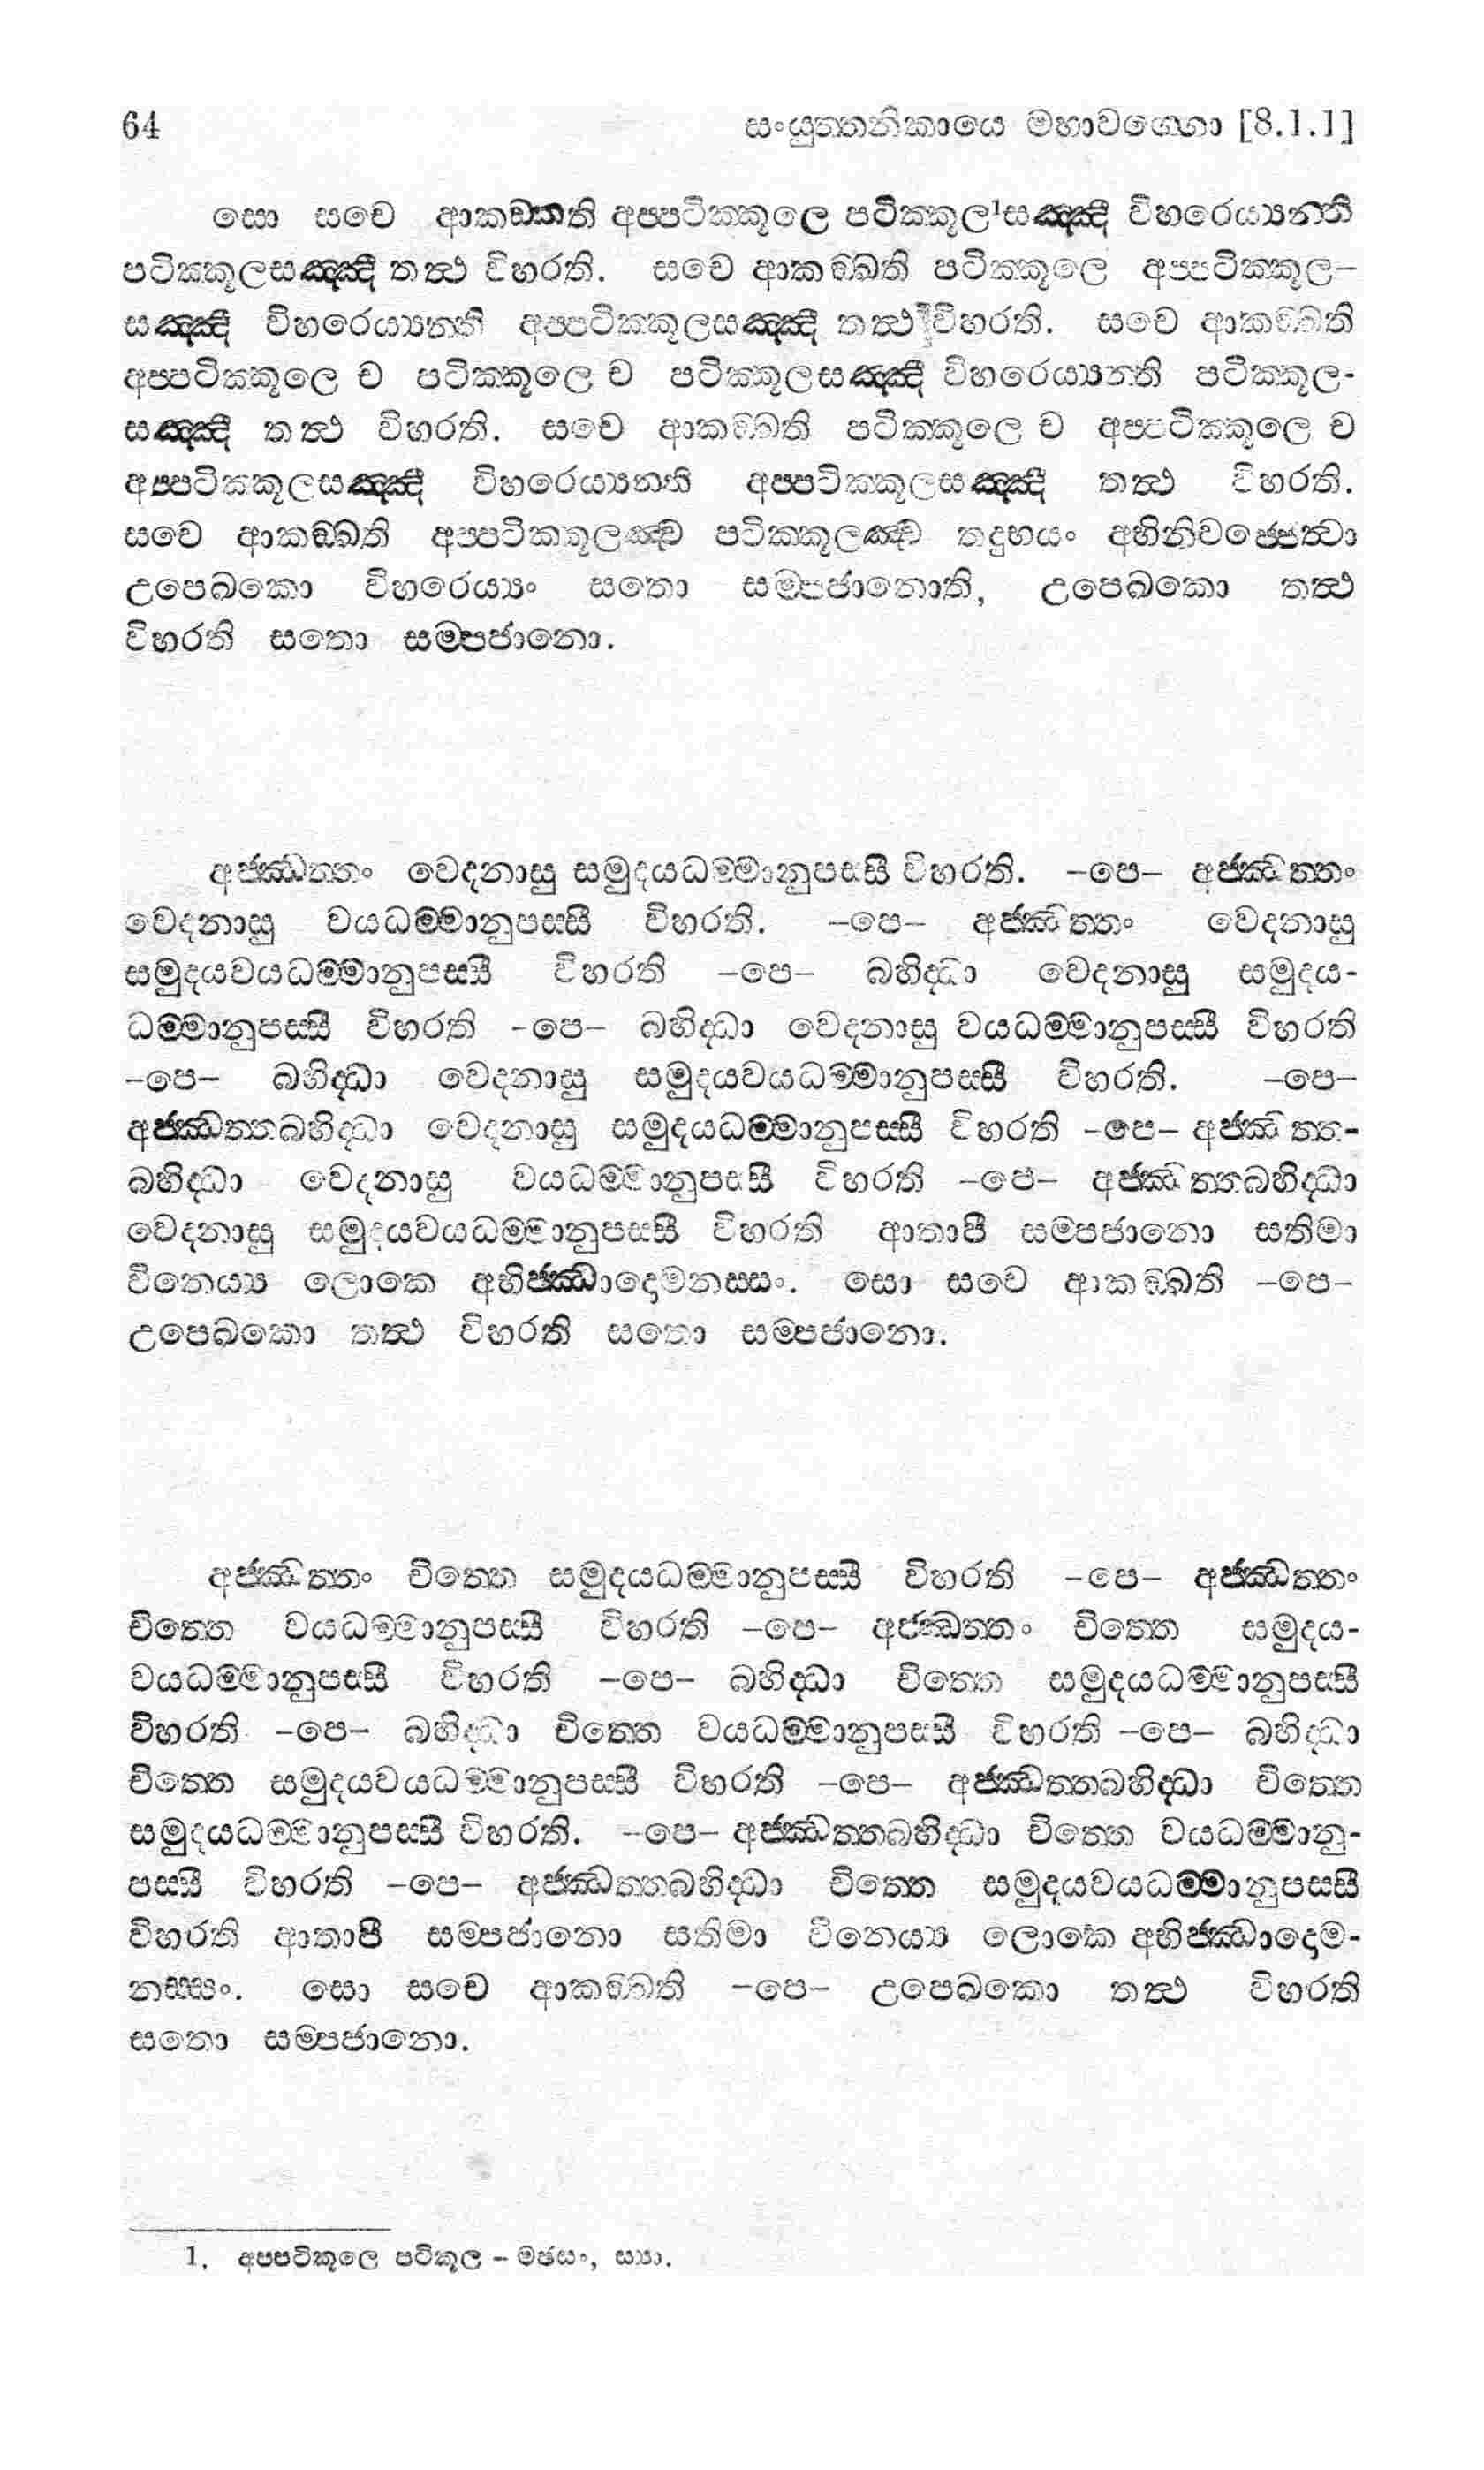 64 සංයුත්තනිකායෙ මහාවග්ගො [8.1.1]
සො සචෙ ආකඞ්ඛති අප්පටික්කූලෙ පටික්කූල1සඤ්ඤී විහරෙය්‍යන්ති
පටික්කූලසඤ්ඤී තත්‍ථ විහරති. සචෙ ආකඞ්ඛති පටික්කූලෙ අප්පටික්කූල–
සඤ්ඤී විහරෙය්‍යන්ති අප්පටික්කූලසඤ්ඤී තත්‍ථ විහරති. සචෙ ආකඞ්ඛති
අප්පටික්කූලෙ ච පටික්කූලෙ ච පටික්කූලසඤ්ඤී විහරෙය්‍යන්ති පටික්කූල-
සඤ්ඤී තත්‍ථ විහරති. සචෙ ආකඞ්ඛති පටික්කූලෙ ච අප්පටික්කූලෙ ච
අප්පටික්කූලසඤ්ඤී විහරෙය්‍යන්ති අප්පටික්කූලසඤ්ඤී තත්‍ථ විහරති.
සචෙ ආකඞ්ඛති අප්පටික්කූලඤ්ච පටික්කූලඤ්ච තදුභයං අභිනිවජ්ජෙත්‍වා
උපෙඛකො විහරෙය්‍යං සතො සම්පජානොති, උපෙඛකො තත්‍ථ
විහරති සතො සම්පජානො.
අජ්ඣත්තං වෙදනාසු සමුදයධම්මානුපස්සී විහරති. –පෙ– අජ්ඣත්තං
වෙදනාසු වයධම්මානුපස්සී විහරති. –පෙ– අජ්ඣත්තං වෙදනාසු
සමුදයවයධම්මානුපස්සී විහරති –පෙ– බහිද්ධා වෙදනාසු සමුදය-
ධම්මානුපස්සී විහරති -පෙ– බහිද්ධා වෙදනාසු වයධම්මානුපස්සී විහරති
–පෙ– බහිද්ධා වෙදනාසු සමුදයවයධම්මානුපස්සී විහරති. –පෙ–
අජ්ඣත්තබහිද්ධා වෙදනාසු සමුදයධම්මානුපස්සී විහරති -පෙ– අජ්ඣත්ත-
බහිද්ධා වෙදනාසු වයධම්මානුපස්සී විහරති –පෙ– අජ්ඣත්තබහිද්ධා
වෙදනාසු සමුදයවයධම්මානුපස්සී විහරති ආතාපී සම්පජානො සතිමා
විනෙය්‍ය ලොකෙ අභිජ්ඣාදොමනස්සං. සො සචෙ ආකඞ්ඛති –පෙ–
උපෙඛකො තත්‍ථ විහරති සතො සම්පජානො.
අජ්ඣත්තං චිත්තෙ සමුදයධම්මානුපස්සී විහරති –පෙ– අජ්ඣත්තං
චිත්තෙ වයධම්මානුපස්සී විහරති –පෙ– අජ්ඣත්තං චිත්තෙ සමුදය-
වයධම්මානුපස්සී විහරති –පෙ– බහිද්ධා චිත්තෙ සමුදයධම්මානුපස්සී
විහරති –පෙ– බහිද්ධා චිත්තෙ වයධම්මානුපස්සී විහරති –පෙ– බහිද්ධා
චිත්තෙ සමුදයවයධම්මානුපස්සී විහරති –පෙ– අජ්ඣත්තබහිද්ධා චිත්තෙ
සමුදයධම්මානුපස්සී විහරති. –පෙ– අජ්ඣත්තබහිද්ධා චිත්තෙ වයධම්මානු-
පස්සී විහරති –පෙ– අජ්ඣත්තබහිද්ධා චිත්තෙ සමුදයවයධම්මානුපස්සී
විහරති ආතාපී සම්පජානො සතිමා විනෙය්‍ය ලොකෙ අභිජ්ඣාදොම-
නස්සං. සො සචෙ ආකඞ්ඛති –පෙ– උපෙඛකො තත්‍ථ විහරති
සතො සම්පජානො.
1. අප්පටිකූලෙ පටිකූල – මඡසං, ස්‍යා.